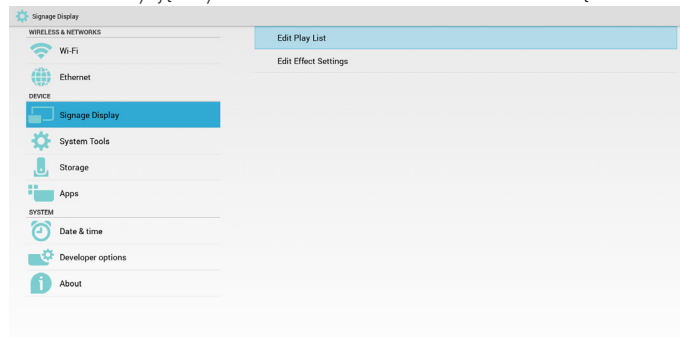 Signage Display
WIRELESS & NETWORKS
Wi-Fi
Ethernet
DEVICE
Signage Display
System Tools
Storage
Apps
SYSTEM
Date & time
Developer options
About
Edit Play List
Edit Effect Settings